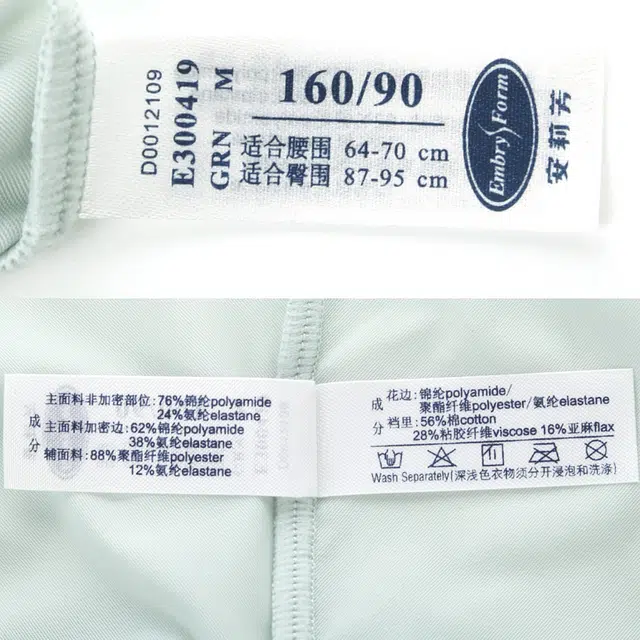 D0012109
E300419
GRN M
160/90
适合腰围 64-70 cm
适合臀围 87-95 cm
Embry Form
安莉芳
成分
主面料非加密部位:76%锦纶polyamide
24%氨纶elastane
主面料加密边:62%锦纶polyamide
38%氨纶elastane
辅面料:88%聚酯纤维polyester
12%氨纶elastane
成分
花边:锦纶polyamide/
聚酯纤维polyester/氨纶elastane
裆里:56%棉cotton
28%粘胶纤维viscose 16%亚麻flax
Wash Separately(深浅色衣物须分开浸泡和洗涤)